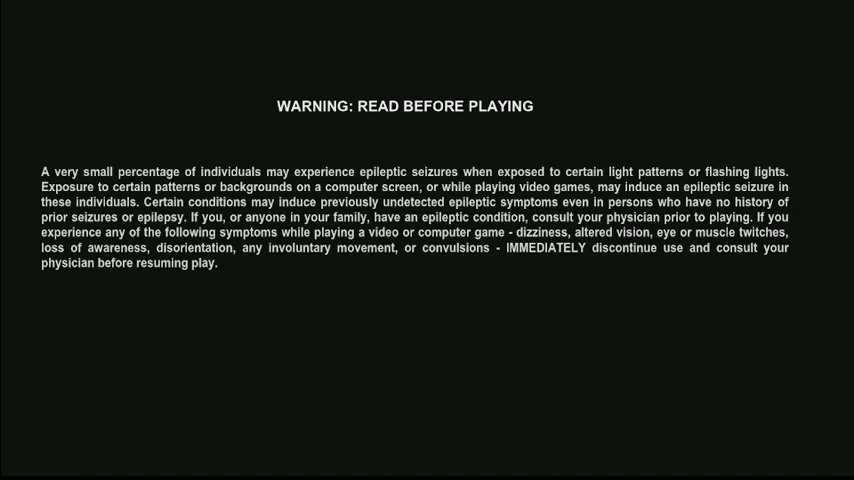 WARNING: READ BEFORE PLAYING
A very small percentage of individuals may experience epileptic seizures when exposed to certain light patterns or flashing lights.
Exposure to certain patterns or backgrounds on a computer screen, or while playing video games, may induce an epileptic seizure in
these individuals. Certain conditions may induce previously undetected epileptic symptoms even in persons who have no history of
prior seizures or epilepsy. If you, or anyone in your family, have an epileptic condition, consult your physician prior to playing. If you
experience any of the following symptoms while playing a video or computer game - dizziness, altered vision, eye or muscle twitches,
loss of awareness, disorientation, any involuntary movement, or convulsions - IMMEDIATELY discontinue use and consult your
physician before resuming play.